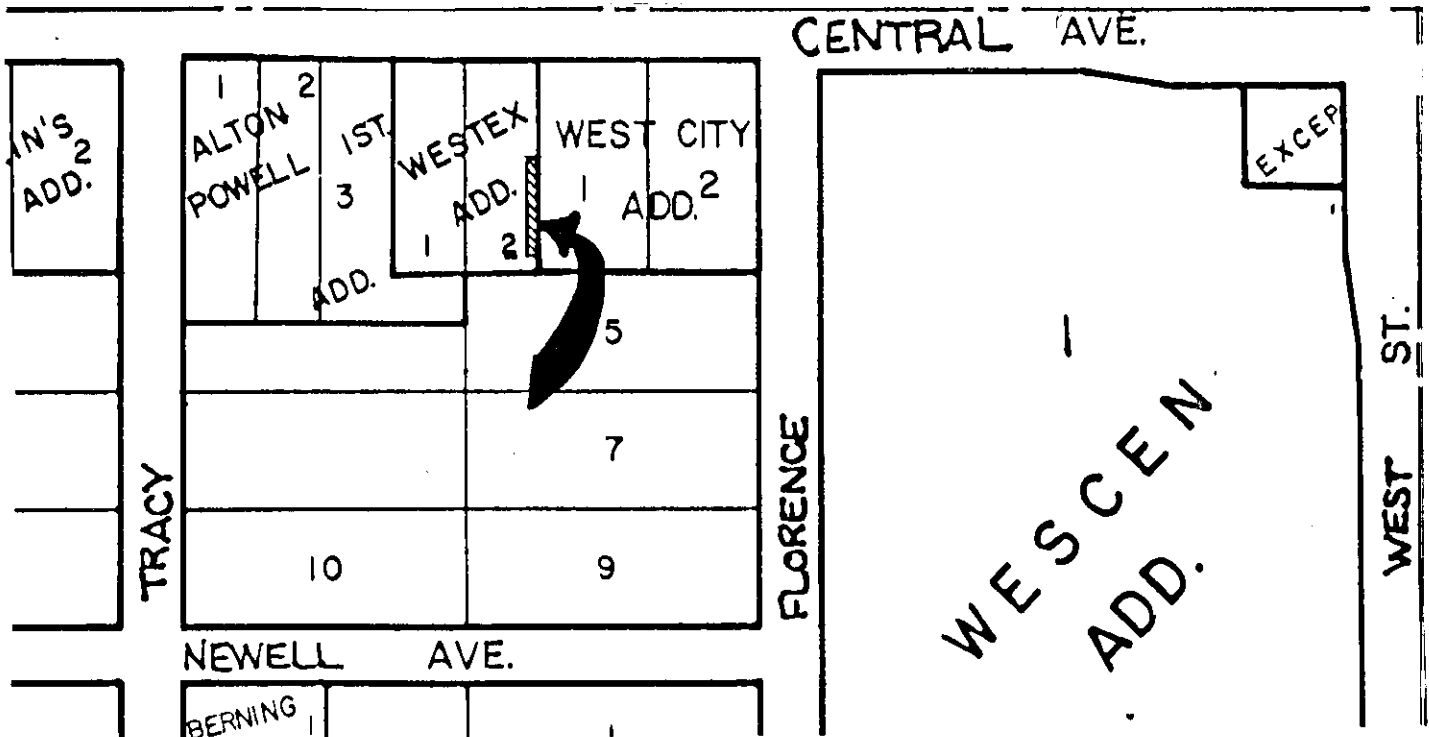 CENTRAL AVE.
1 2
ALTON
POWELL 1ST.
3
ADD.
WESTEX
ADD.
1 2
WEST CITY
1 ADD. 2
2
ADD.
EXCEP
5
7
10 9
TRACY
FLORENCE
1
WESCEN
ADD.
WEST ST.
NEWELL AVE.
BERNING
1